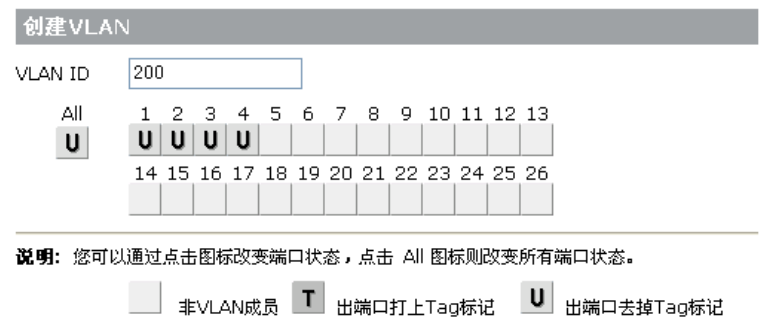 创建VLAN
VLAN ID 200
All 1 2 3 4 5 6 7 8 9 10 11 12 13
U U U U U
14 15 16 17 18 19 20 21 22 23 24 25 26
说明: 您可以通过点击图标改变端口状态，点击 All 图标则改变所有端口状态。
非VLAN成员 T 出端口打上Tag标记 U 出端口去掉Tag标记